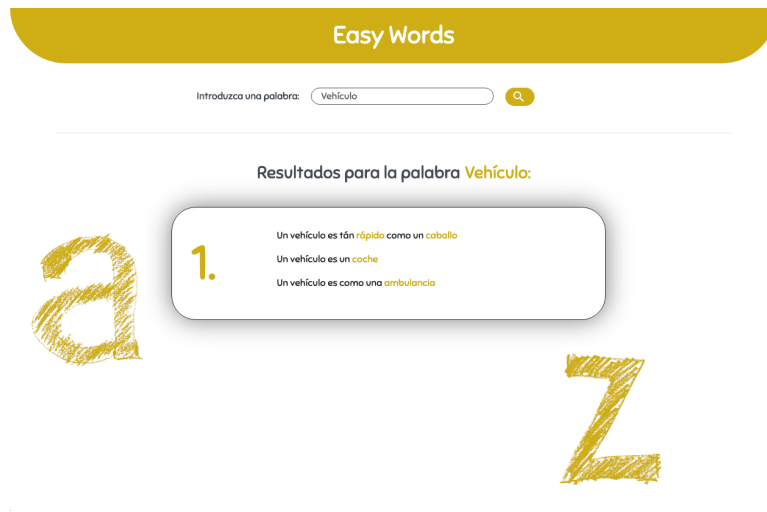 Easy Words
Introduzca una palabra: Vehículo
Resultados para la palabra Vehículo:
1.
Un vehículo es tán rápido como un caballo
Un vehículo es un coche
Un vehículo es como una ambulancia
a
z